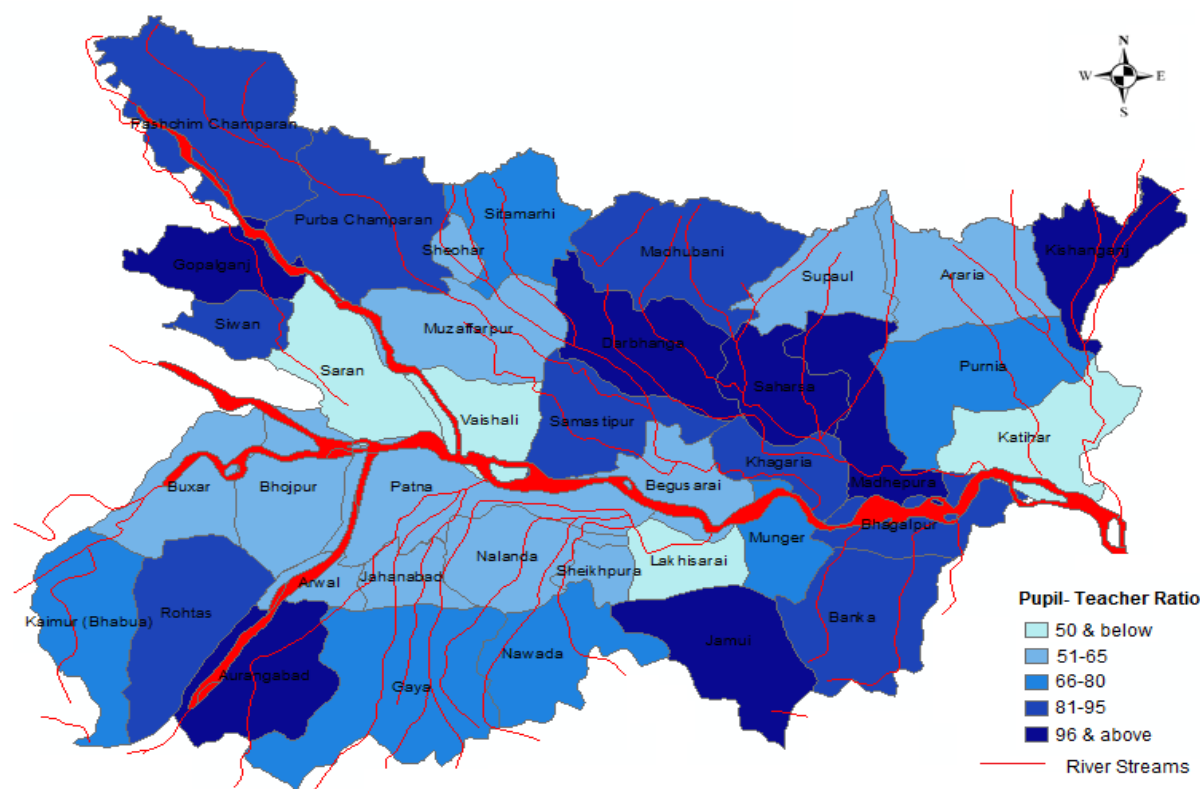 N
W E
S
Pashchim Champaran
Purba Champaran
Sitamarhi
Sheohar
Madhubani
Kishanganj
Gopalganj
Supaul
Araria
Siwan
Muzaffarpur
Darbhanga
Purnia
Saran
Saharsa
Vaishali
Samastipur
Katihar
Khagaria
Buxar
Bhojpur
Patna
Begusarai
Madhepura
Bhagalpur
Munger
Nalanda
Lakhisarai
Arwal
Jahanabad
Sheikhpura
Rohtas
Kaimur (Bhabua)
Banka
Jamui
Nawada
Aurangabad
Gaya
Pupil- Teacher Ratio
50 & below
51-65
66-80
81-95
96 & above
River Streams